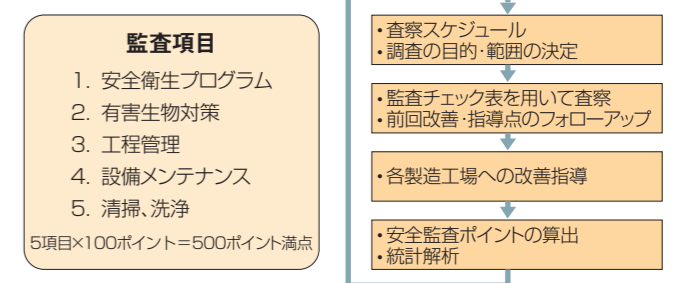 監査項目
1. 安全衛生プログラム
2. 有害生物対策
3. 工程管理
4. 設備メンテナンス
5. 清掃、洗浄
5項目×100ポイント＝500ポイント満点
・査察スケジュール
・調査の目的・範囲の決定
・監査チェック表を用いて査察
・前回改善・指導点のフォローアップ
・各製造工場への改善指導
・安全監査ポイントの算出
・統計解析